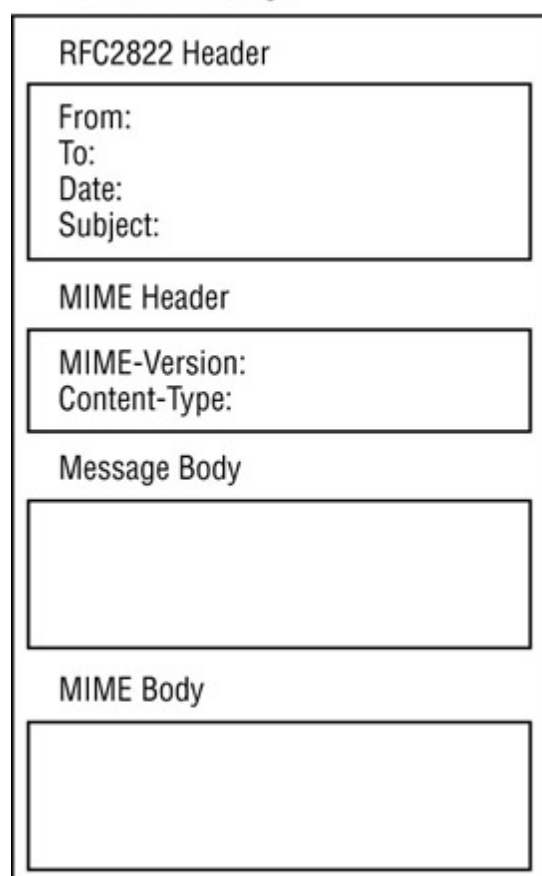 RFC2822 Header
From:
To:
Date:
Subject:
MIME Header
MIME-Version:
Content-Type:
Message Body
MIME Body